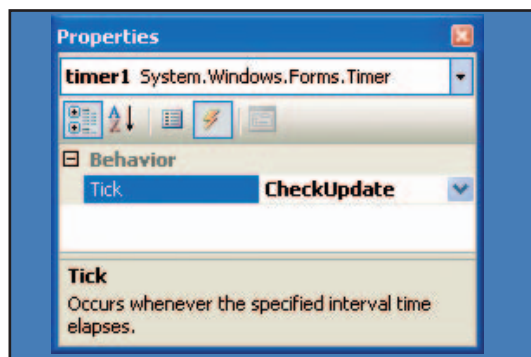 Properties
timer1 System.Windows.Forms.Timer
A
Z
Behavior
Tick CheckUpdate
Tick
Occurs whenever the specified interval time
elapses.